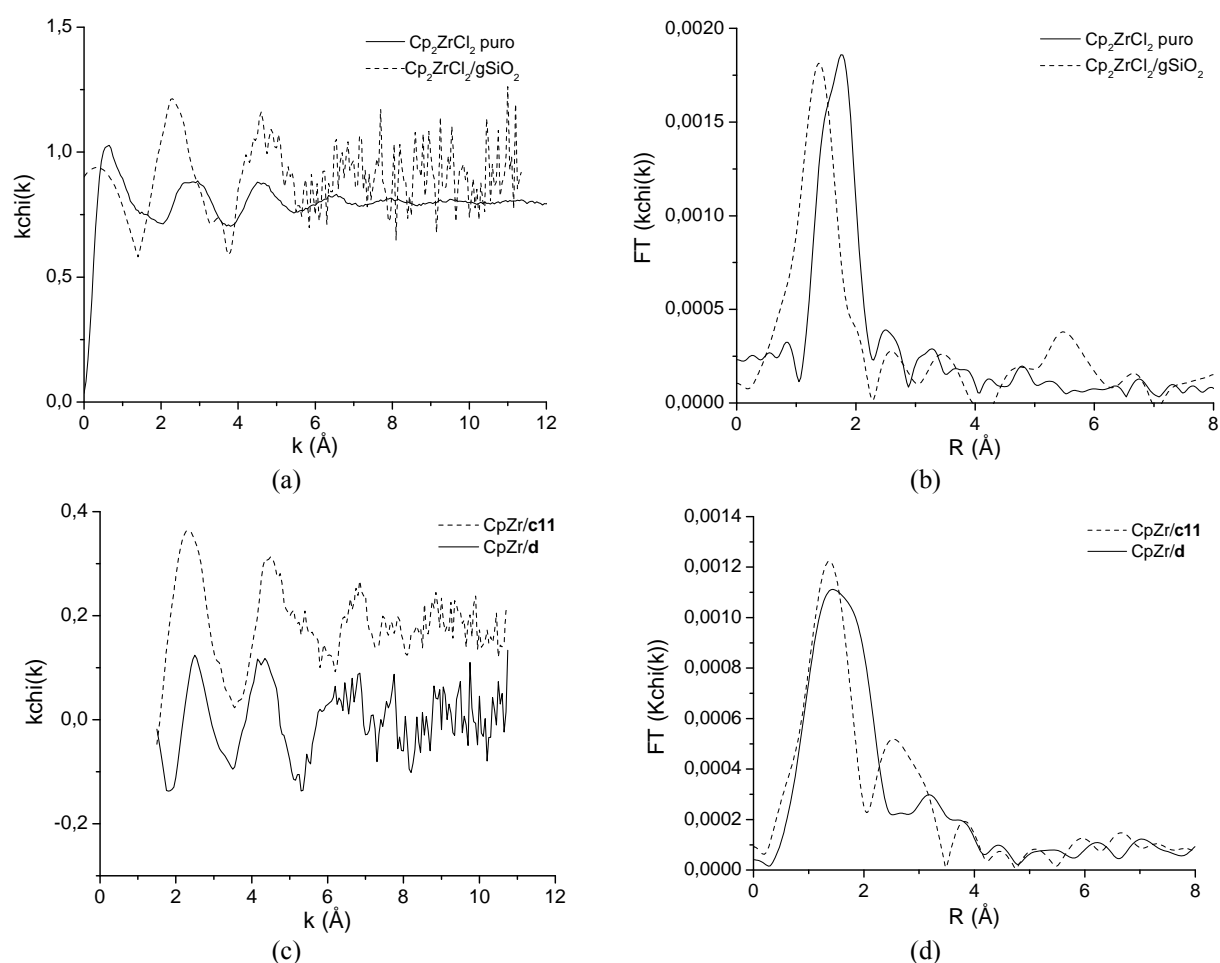 1,5
1,0
0,5
0,0
kchi(k)
0
2
4
6
8
10
12
k (Å)
Cp₂ZrCl₂ puro
Cp₂ZrCl₂/gSiO₂
(a)
0,0020
0,0015
0,0010
0,0005
0,0000
FT (kchi(k))
0
2
4
6
8
R (Å)
Cp₂ZrCl₂ puro
Cp₂ZrCl₂/gSiO₂
(b)
0,4
0,2
0,0
-0,2
kchi(k)
0
2
4
6
8
10
12
k (Å)
CpZr/c11
CpZr/d
(c)
0,0014
0,0012
0,0010
0,0008
0,0006
0,0004
0,0002
0,0000
FT (Kchi(k))
0
2
4
6
8
R (Å)
CpZr/c11
CpZr/d
(d)